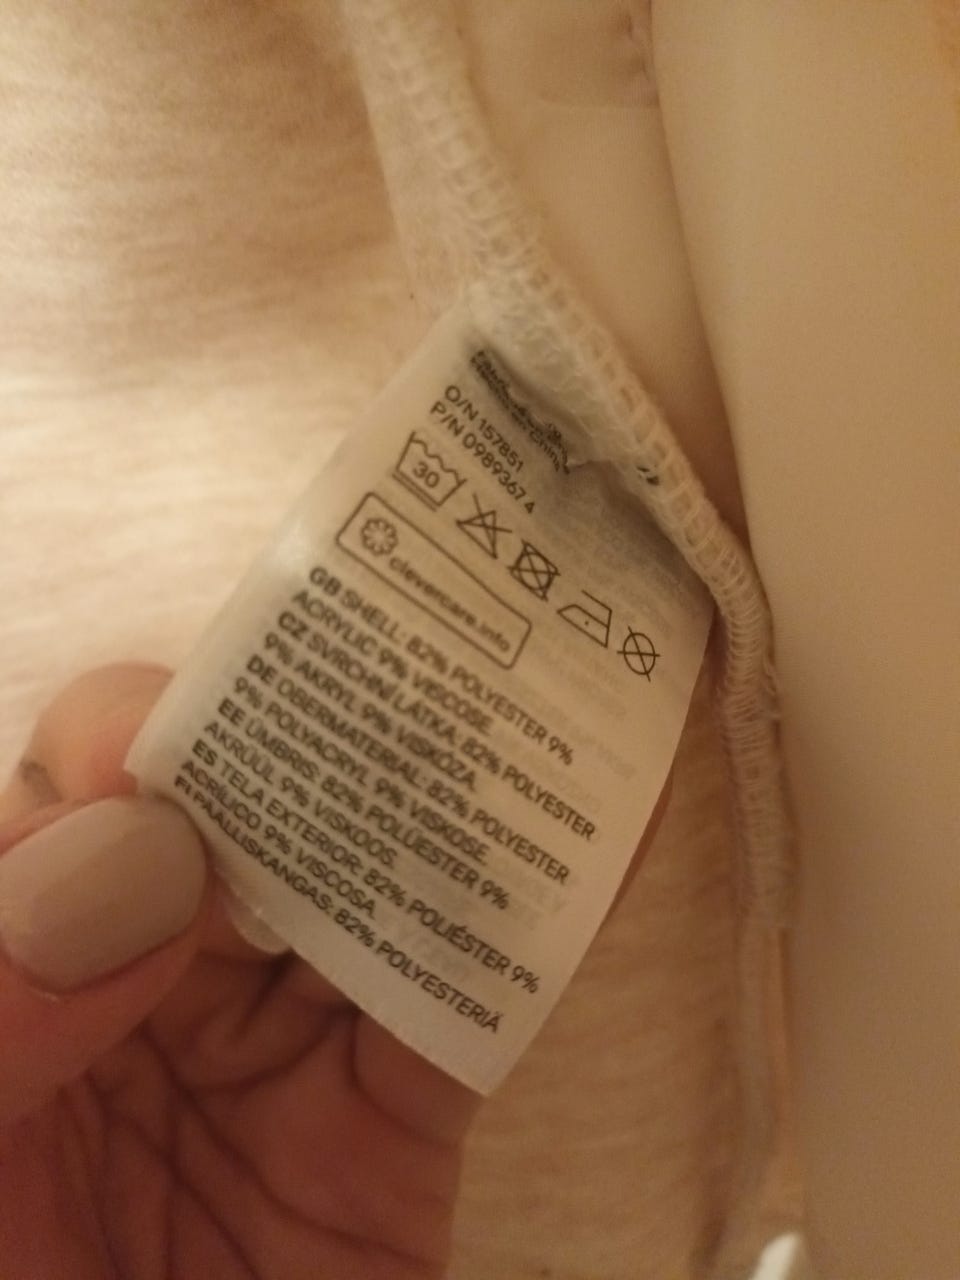 O/N 157851
P/N 0989367 4
30
clevercare.info
GB SHELL: 82% POLYESTER 9%
ACRYLIC 9% VISCOSE.
CZ SVRCHNÍ LÁTKA: 82% POLYESTER
9% AKRYL 9% VISKÓZA.
DE OBERMATERIAL: 82% POLYESTER
9% POLYACRYL 9% VISKOSE.
EE ÜMBRIS: 82% POLÜESTER 9%
AKRÜÜL 9% VISKOOS.
ES TELA EXTERIOR: 82% POLIÉSTER 9%
ACRÍLICO 9% VISCOSA.
FI PÄÄLLISKANGAS: 82% POLYESTERIÄ